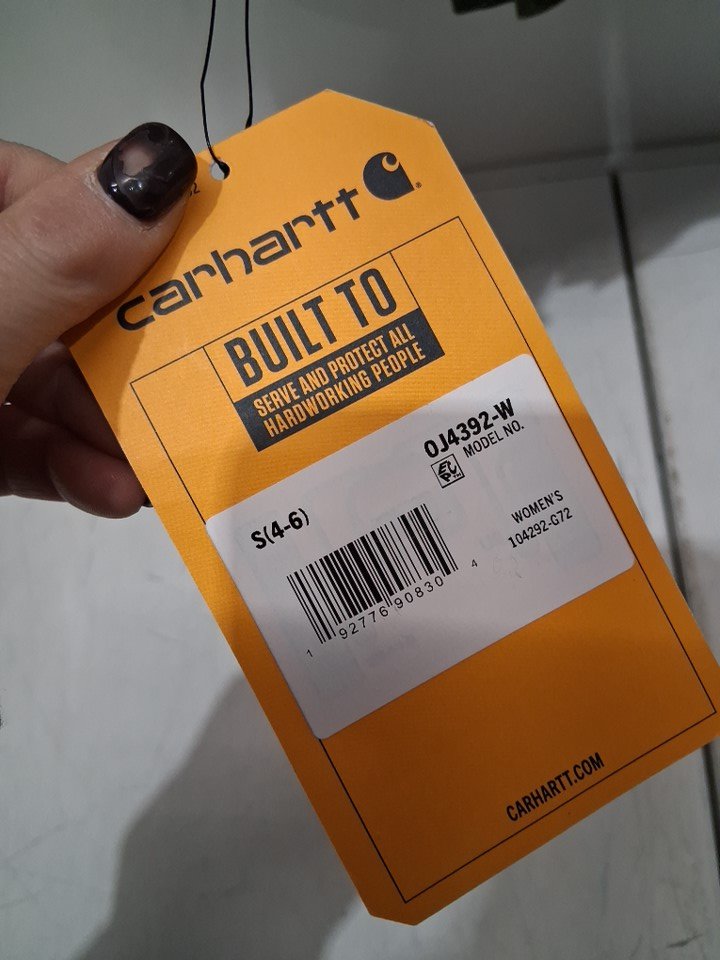 carhartt
BUILT TO
SERVE AND PROTECT ALL
HARDWORKING PEOPLE
0J4392-W
MODEL NO.
S(4-6)
WOMEN'S
104292-G72
1 92776 90830 4
CARHARTT.COM